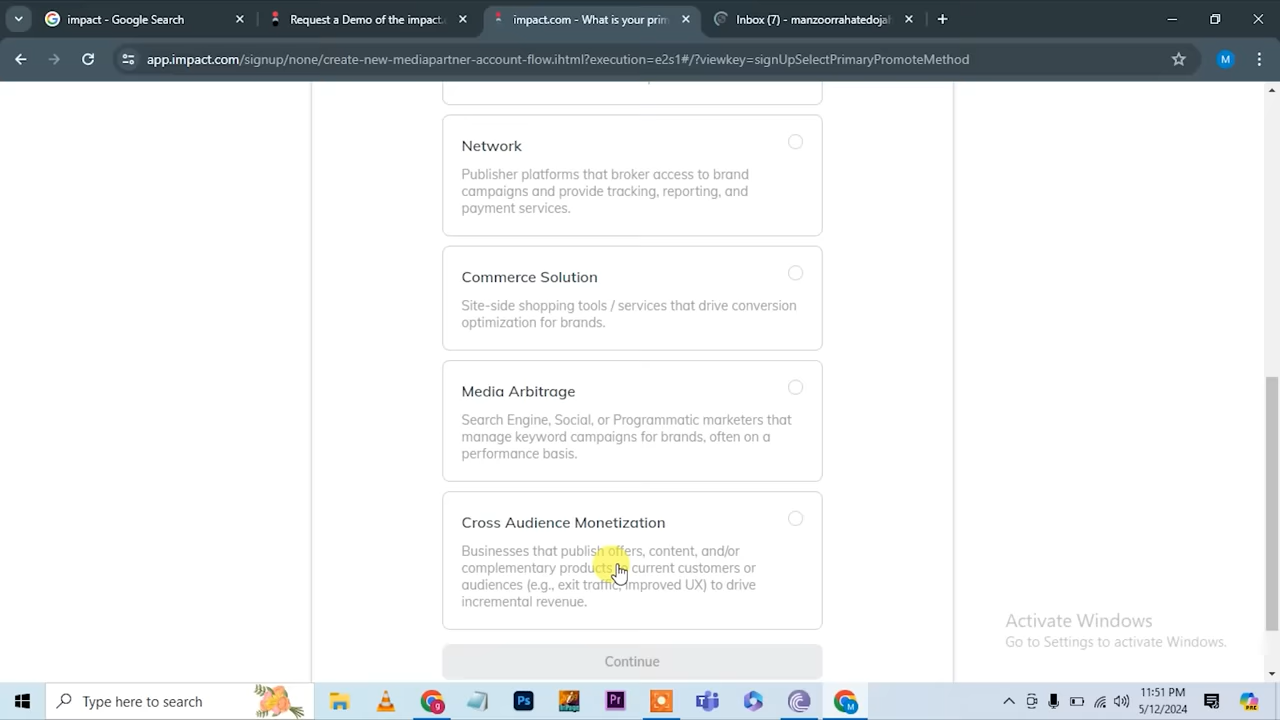 impact - Google Search
Request a Demo of the impact.
impact.com - What is your prim
Inbox (7) - manzoorrahatedojab
app.impact.com/signup/none/create-new-mediapartner-account-flow.ihtml?execution=e2s1#/?viewkey=signUpSelectPrimaryPromoteMethod
M
Network
Publisher platforms that broker access to brand
campaigns and provide tracking, reporting, and
payment services.
Commerce Solution
Site-side shopping tools / services that drive conversion
optimization for brands.
Media Arbitrage
Search Engine, Social, or Programmatic marketers that
manage keyword campaigns for brands, often on a
performance basis.
Cross Audience Monetization
Businesses that publish offers, content, and/or
complementary products current customers or
audiences (e.g., exit traffic, improved UX) to drive
incremental revenue.
Continue
Activate Windows
Go to Settings to activate Windows.
Type here to search
Ps
Pr
11:51 PM
5/12/2024